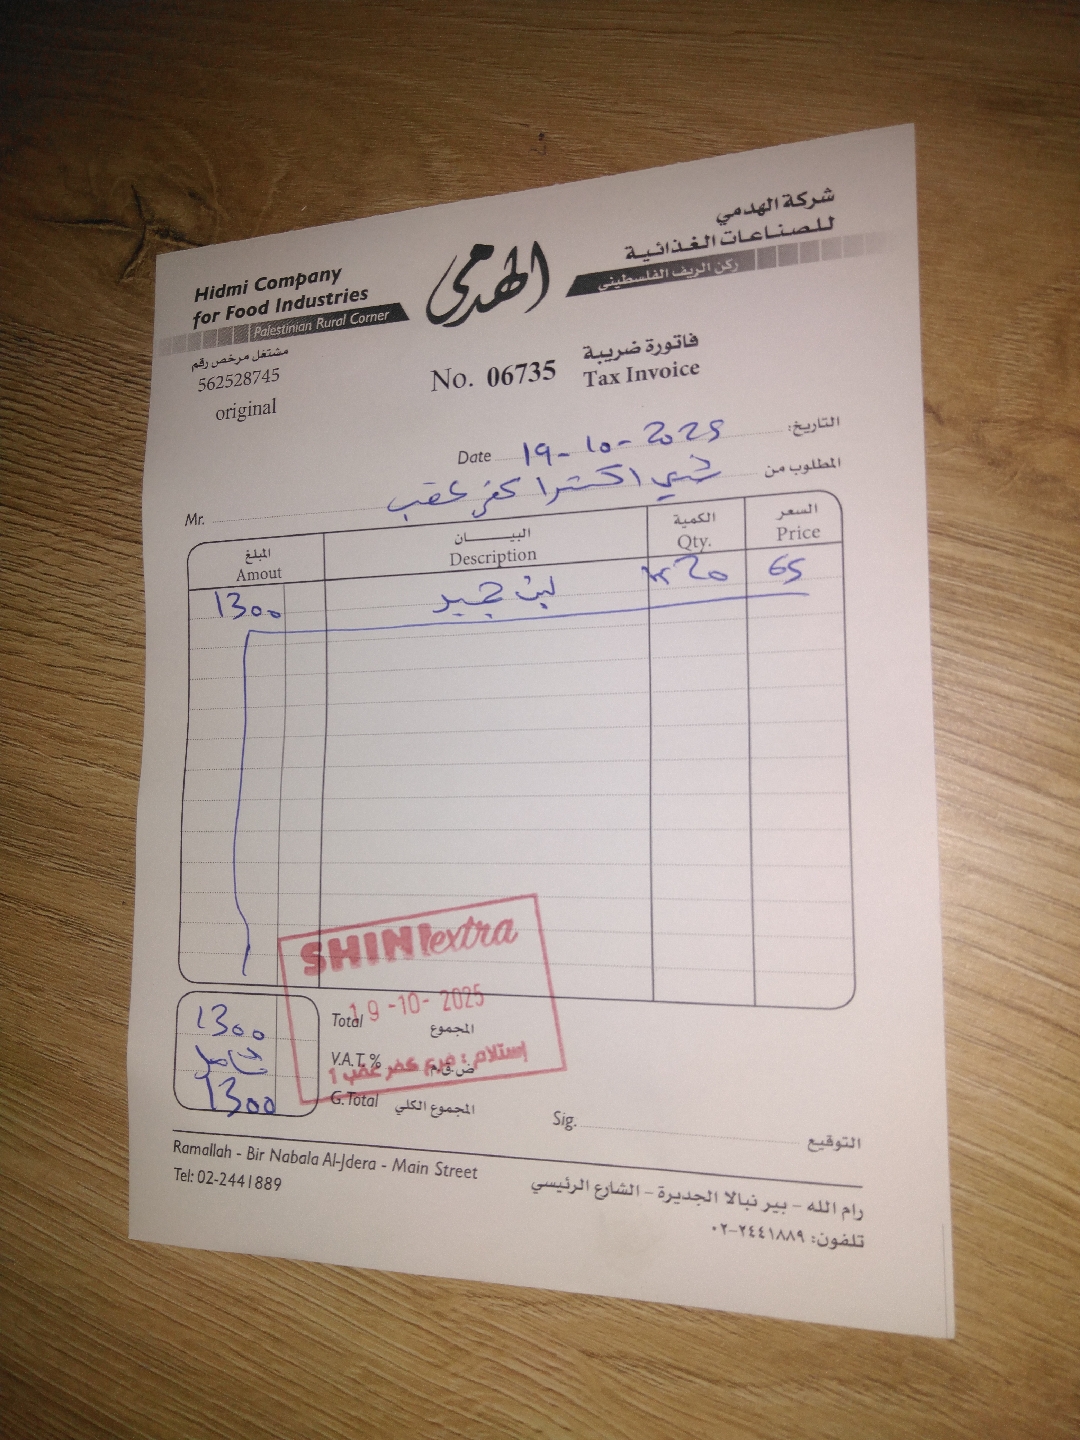 Hidmi Company
for Food Industries
Palestinian Rural Corner
الهدمي
شركة الهدمي
للصناعات الغذائية
ركن الريف الفلسطيني
مشتغل مرخص رقم
562528745
original
No. 06735
فاتورة ضريبة
Tax Invoice
Date 19-10-2025 التاريخ:
Mr. شيني اكسترا كفر عقب المطلوب من
المبلغ البيـــــان الكمية السعر
Amout Description Qty. Price
1300 لبن جميد 20 65
SHINI extra
19-10-2025
إستلام : فرع كفر عقب 1
1300 Total المجموع
شامل V.A.T.% ض.ق.م
1300 G.Total المجموع الكلي
Sig. التوقيع
Ramallah - Bir Nabala Al-Jdera - Main Street
Tel: 02-2441889
رام الله - بير نبالا الجديرة - الشارع الرئيسي
تلفون: ٢٤٤١٨٨٩-٠٢